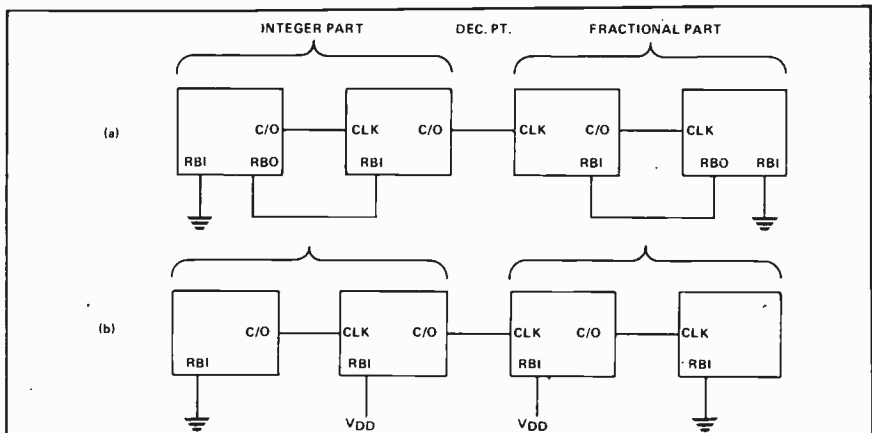 INTEGER PART DEC. PT. FRACTIONAL PART
(a)
C/O CLK C/O CLK C/O CLK
RBI RBO RBI RBI RBO RBI
(b)
C/O CLK C/O CLK C/O CLK
RBI RBI RBI RBI
VDD VDD